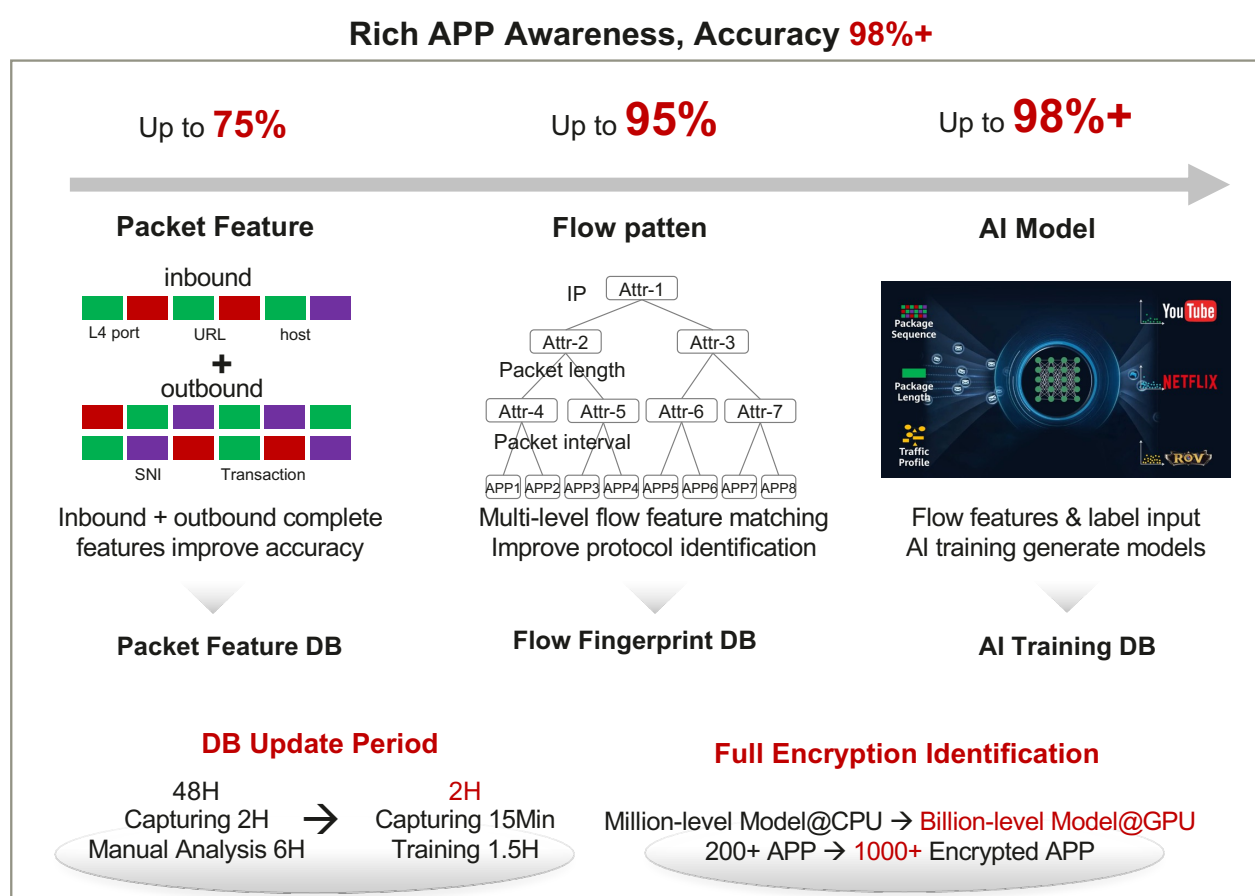 Rich APP Awareness, Accuracy 98%+
Up to 75%
Up to 95%
Up to 98%+
Packet Feature
Flow patten
AI Model
inbound
L4 port URL host
+
outbound
SNI Transaction
Inbound + outbound complete
features improve accuracy
Packet Feature DB
IP Attr-1
Attr-2 Attr-3
Packet length
Attr-4 Attr-5 Attr-6 Attr-7
Packet interval
APP1 APP2 APP3 APP4 APP5 APP6 APP7 APP8
Multi-level flow feature matching
Improve protocol identification
Flow Fingerprint DB
Package
Sequence
Package
Length
Traffic
Profile
YouTube
NETFLIX
ROV
Flow features & label input
AI training generate models
AI Training DB
DB Update Period
48H
Capturing 2H
Manual Analysis 6H
→
2H
Capturing 15Min
Training 1.5H
Full Encryption Identification
Million-level Model@CPU → Billion-level Model@GPU
200+ APP → 1000+ Encrypted APP